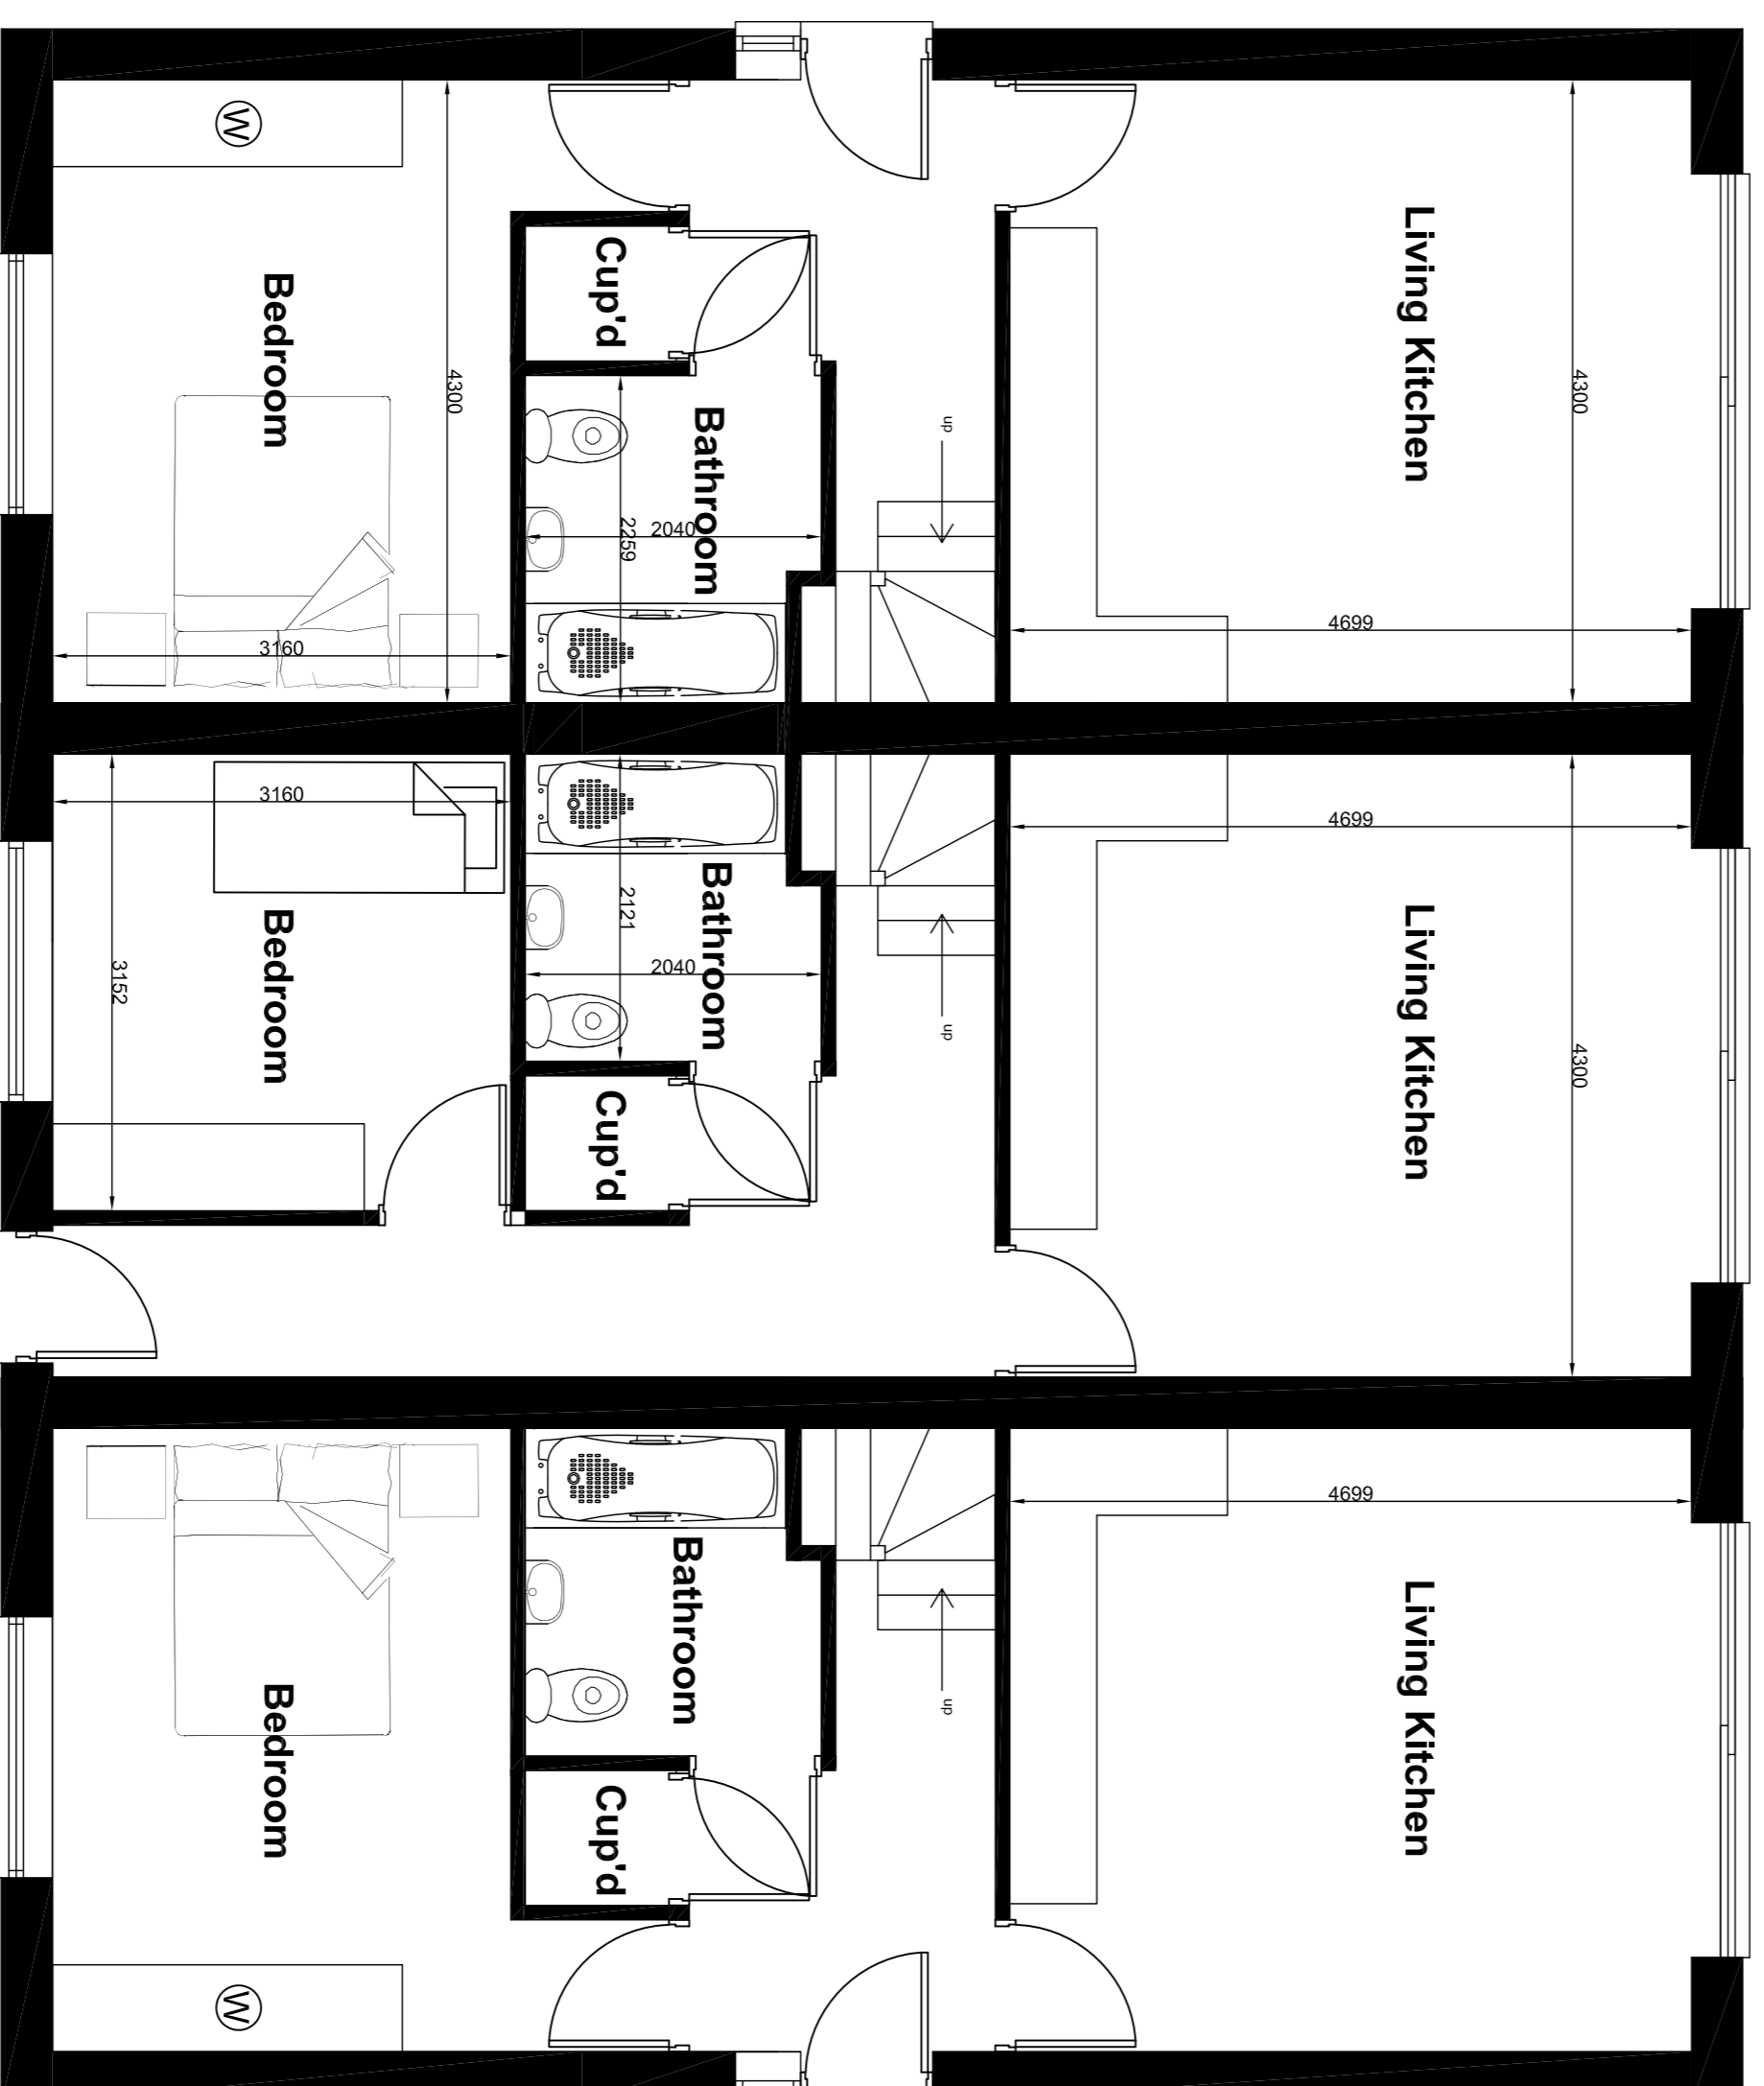 Living Kitchen
4300
4699
up
Bathroom
2040
2259
Cup'd
Bedroom
4300
3160
W
Living Kitchen
4699
4300
up
Bathroom
2121
2040
Cup'd
Bedroom
3160
3152
Living Kitchen
4699
up
Bathroom
Cup'd
Bedroom
W